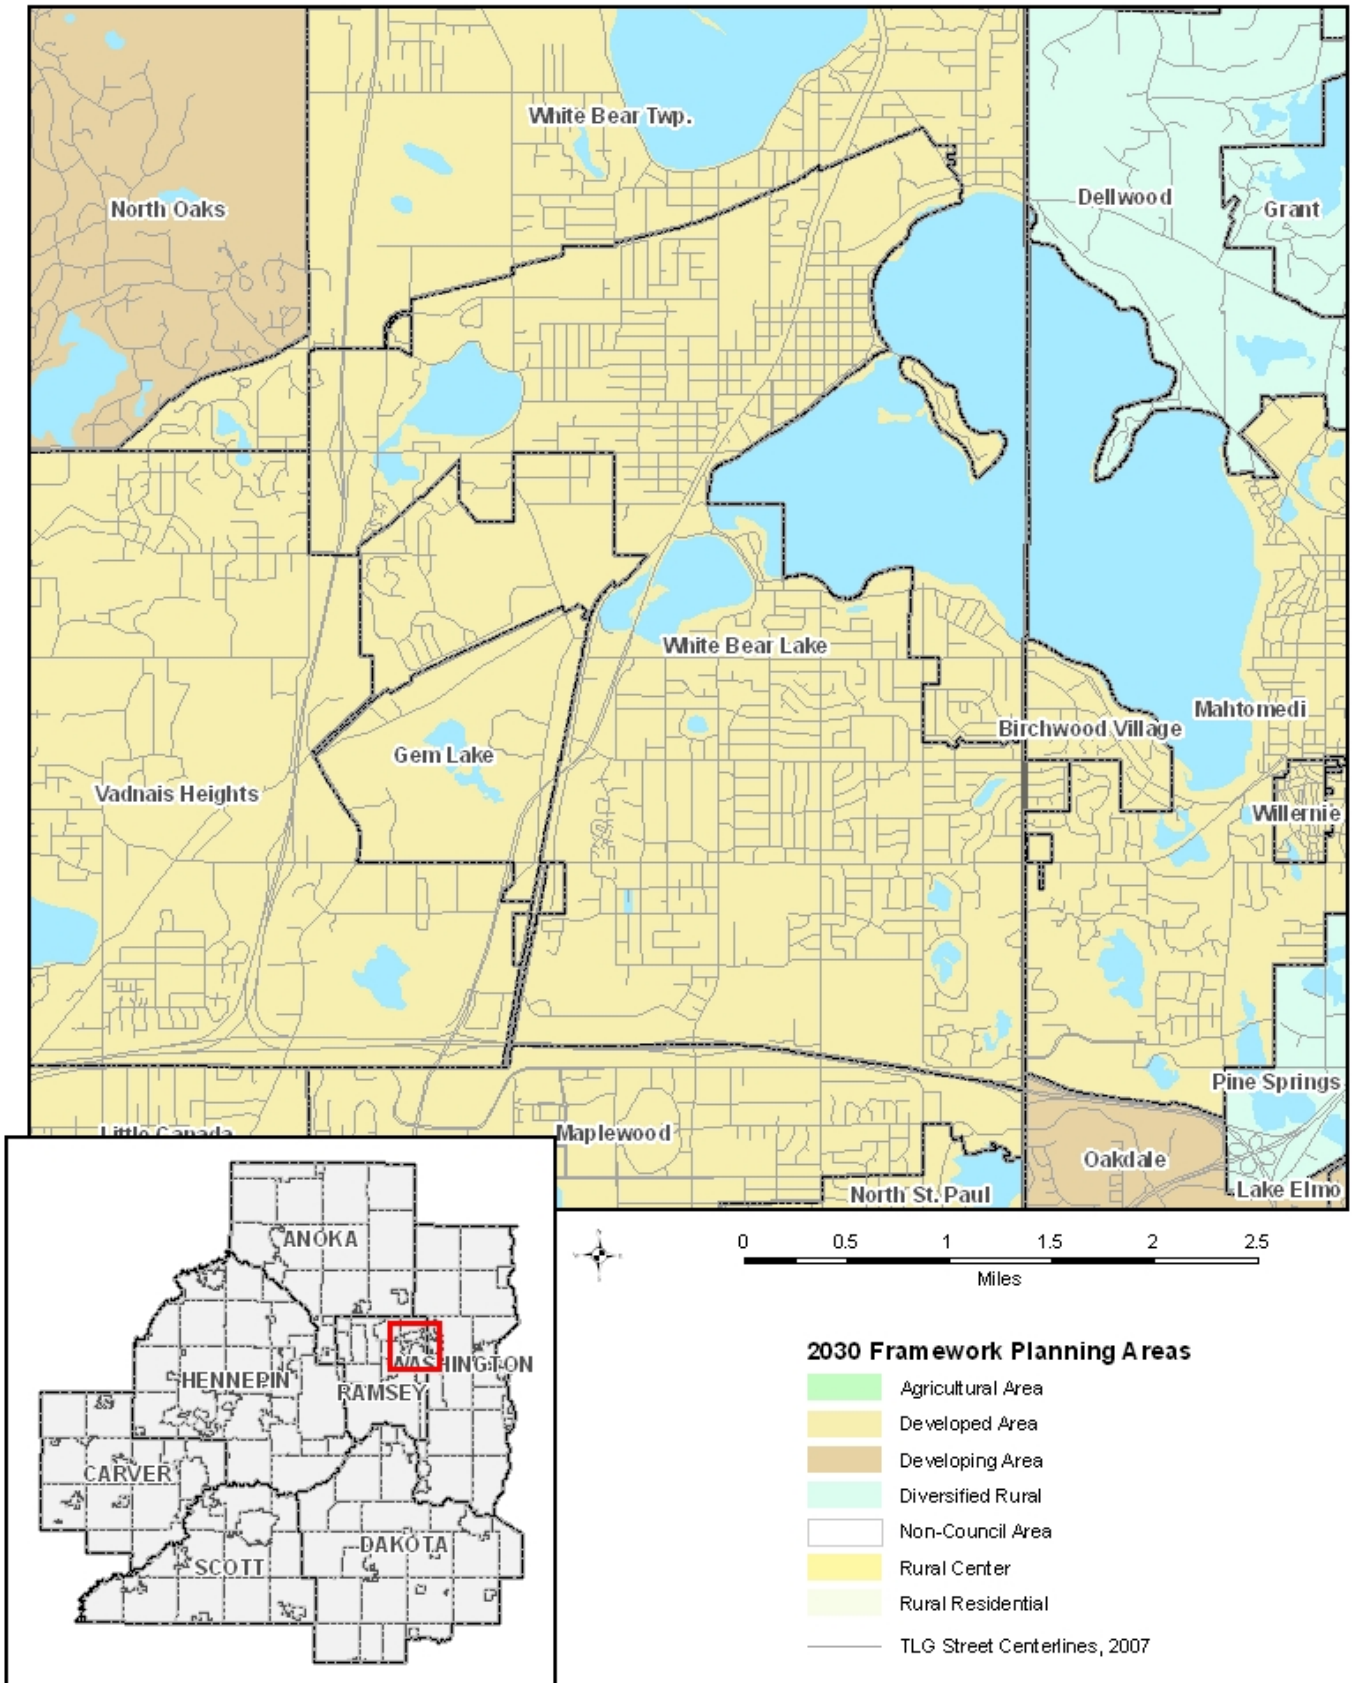 White Bear Twp.
North Oaks
Dellwood
Grant
White Bear Lake
Mahtomedi
Birchwood Village
Gem Lake
Vadnais Heights
Willernie
Pine Springs
Little Canada
Maplewood
Oakdale
North St. Paul
Lake Elmo
ANOKA
WASHINGTON
HENNEPIN
RAMSEY
CARVER
DAKOTA
SCOTT
0 0.5 1 1.5 2 2.5
Miles
2030 Framework Planning Areas
Agricultural Area
Developed Area
Developing Area
Diversified Rural
Non-Council Area
Rural Center
Rural Residential
TLG Street Centerlines, 2007